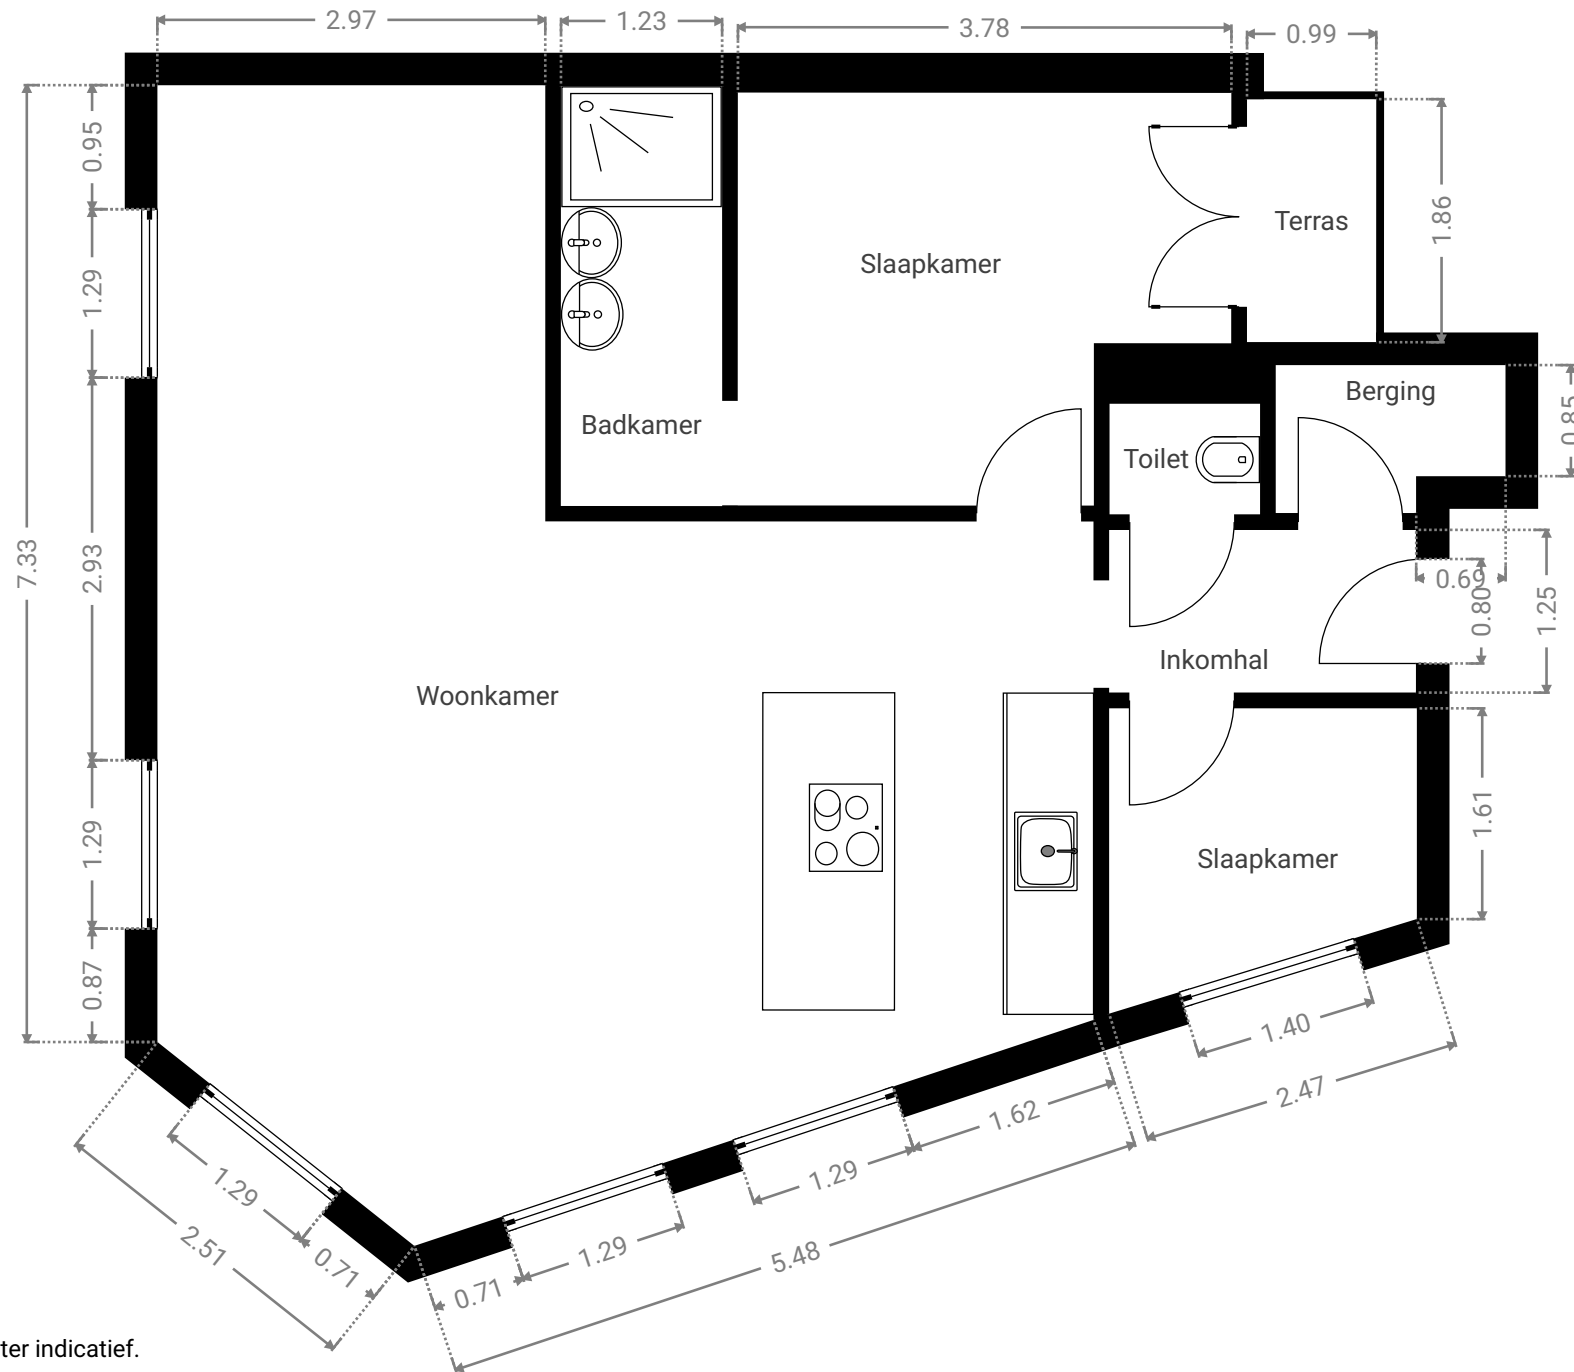 2.97
1.23
3.78
0.99
0.95
1.29
2.93
1.29
0.87
7.33
Slaapkamer
Terras
1.86
Badkamer
Berging
0.85
Toilet
0.69
0.80
1.25
Inkomhal
Woonkamer
1.61
Slaapkamer
1.40
2.47
1.62
1.29
5.48
1.29
0.71
1.29
0.71
2.51
ter indicatief.